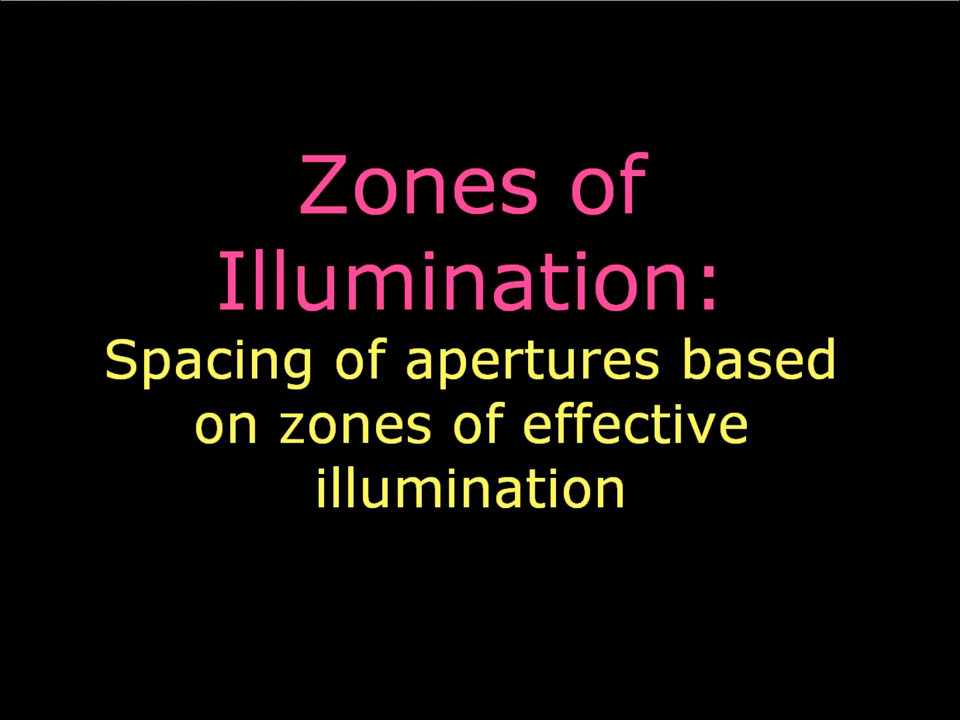 Zones of
Illumination:
Spacing of apertures based
on zones of effective
illumination